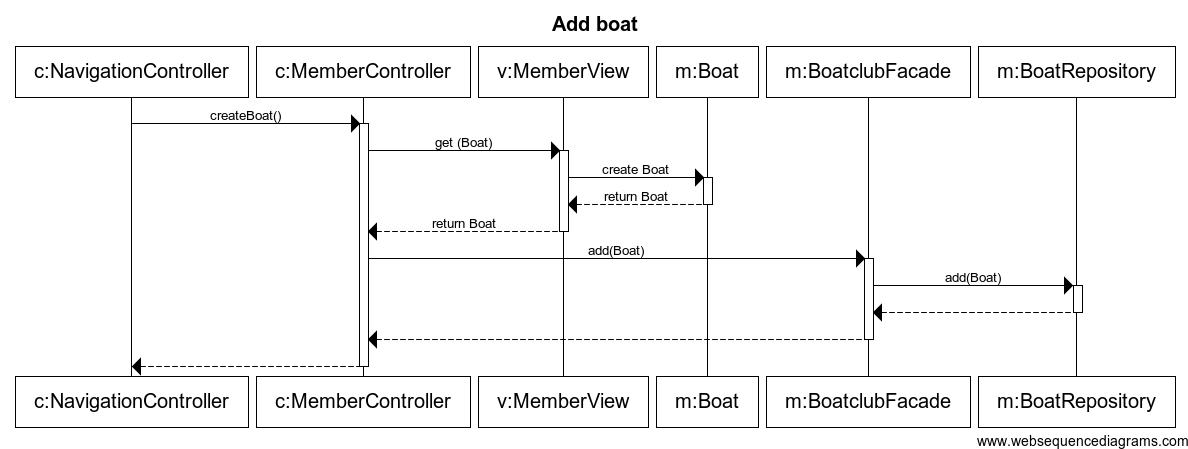 Add boat
c:NavigationController c:MemberController v:MemberView m:Boat m:BoatclubFacade m:BoatRepository
createBoat()
get (Boat)
create Boat
return Boat
return Boat
add(Boat)
add(Boat)
c:NavigationController c:MemberController v:MemberView m:Boat m:BoatclubFacade m:BoatRepository
www.websequencediagrams.com